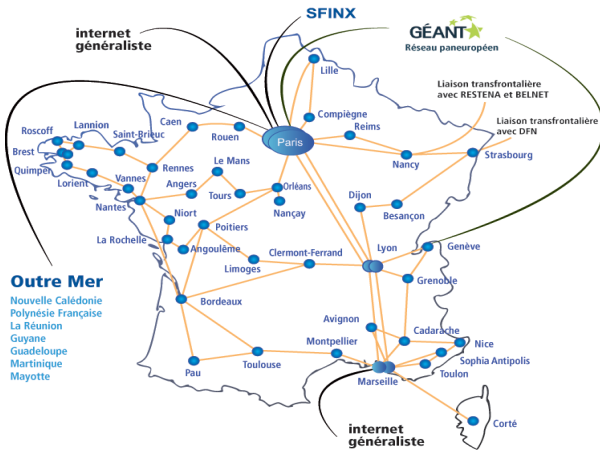 SFINX
internet
généraliste
GÉANT
Réseau paneuropéen
Lille
Liaison transfrontalière
avec RESTENA et BELNET
Compiègne
Liaison transfrontalière
avec DFN
Caen
Rouen
Paris
Reims
Nancy
Strasbourg
Roscoff
Lannion
Saint-Brieuc
Brest
Rennes
Le Mans
Quimper
Lorient
Vannes
Angers
Tours
Orléans
Nançay
Dijon
Besançon
Nantes
Niort
Poitiers
La Rochelle
Angoulême
Limoges
Clermont-Ferrand
Lyon
Genève
Grenoble
Outre Mer
Nouvelle Calédonie
Polynésie Française
La Réunion
Guyane
Guadeloupe
Martinique
Mayotte
Bordeaux
Avignon
Cadarache
Nice
Montpellier
Sophia Antipolis
Pau
Toulouse
Marseille
Toulon
internet
généraliste
Corté